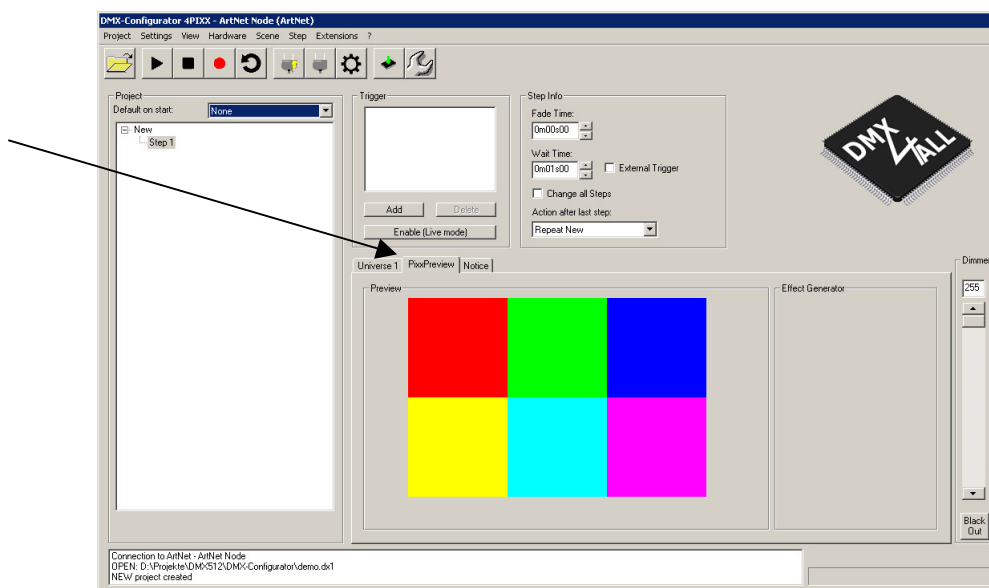 DMX-Configurator 4PIXX - ArtNet Node (ArtNet)
Project Settings View Hardware Scene Step Extensions ?
Project
Default on start: None
New
Step 1
Trigger
Add Delete
Enable (Live mode)
Step Info
Fade Time:
0m00s00
Wait Time:
0m01s00 External Trigger
Change all Steps
Action after last step:
Repeat New
DMX
4ALL
Universe 1 PixxPreview Notice
Preview
Effect Generator
Dimmer
255
Black
Out
Connection to ArtNet - ArtNet Node
OPEN: D:\Projekte\DMX512\DMX-Configurator\demo.dx1
NEW project created